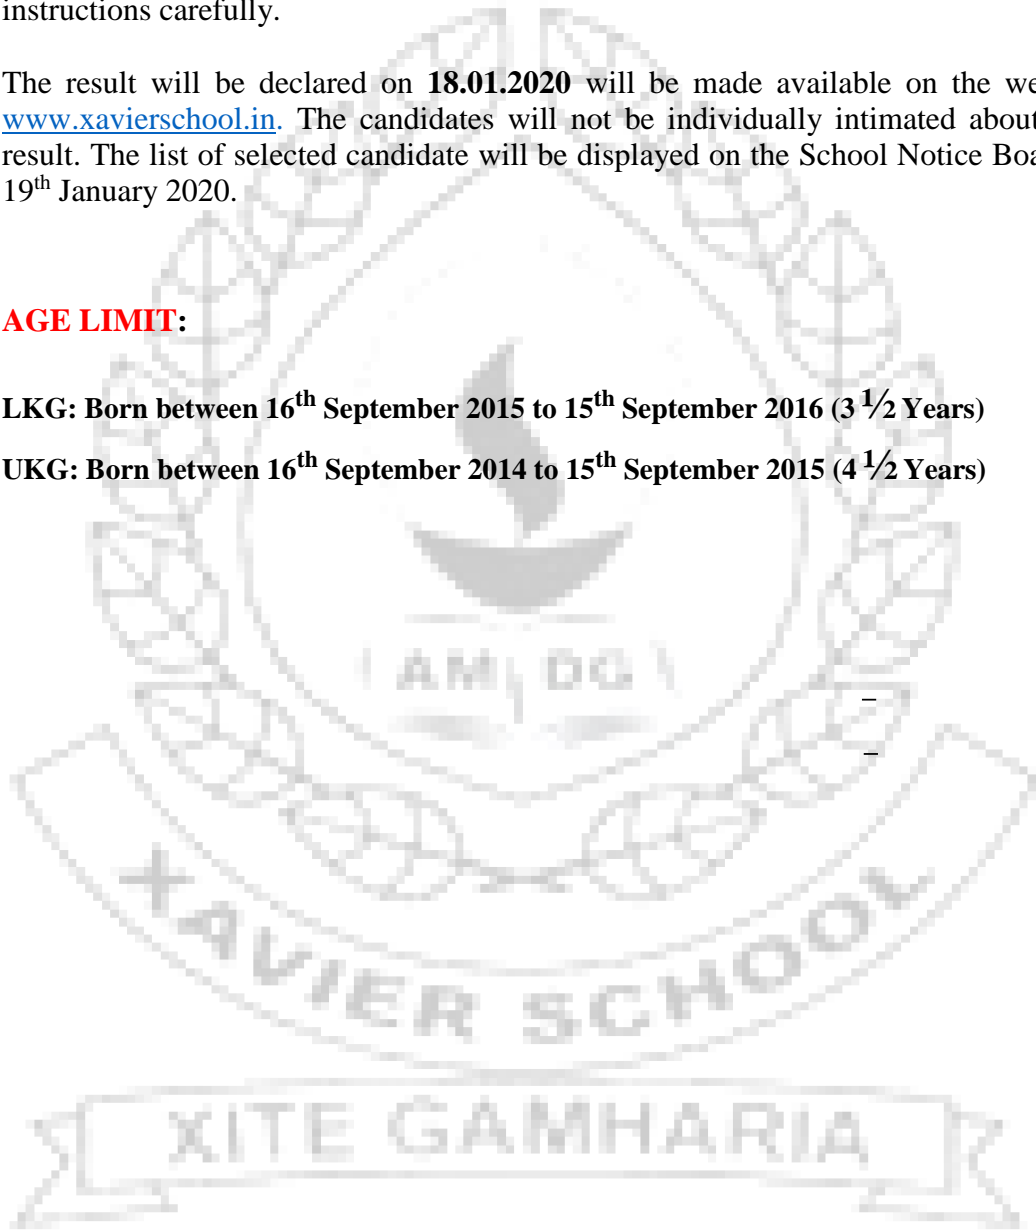 instructions carefully.
The result will be declared on 18.01.2020 will be made available on the we
www.xavierschool.in. The candidates will not be individually intimated about
result. The list of selected candidate will be displayed on the School Notice Boa
19th January 2020.
AGE LIMIT:
LKG: Born between 16th September 2015 to 15th September 2016 (3 ½ Years)
UKG: Born between 16th September 2014 to 15th September 2015 (4 ½ Years)
AM DG
XAVIER SCHOOL
XITE GAMHARIA